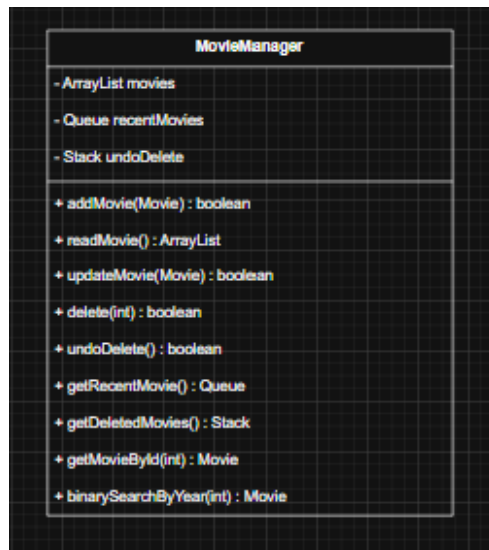 MovieManager
- ArrayList movies
- Queue recentMovies
- Stack undoDelete
+ addMovie(Movie) : boolean
+ readMovie() : ArrayList
+ updateMovie(Movie) : boolean
+ delete(int) : boolean
+ undoDelete() : boolean
+ getRecentMovie() : Queue
+ getDeletedMovies() : Stack
+ getMovieById(int) : Movie
+ binarySearchByYear(int) : Movie